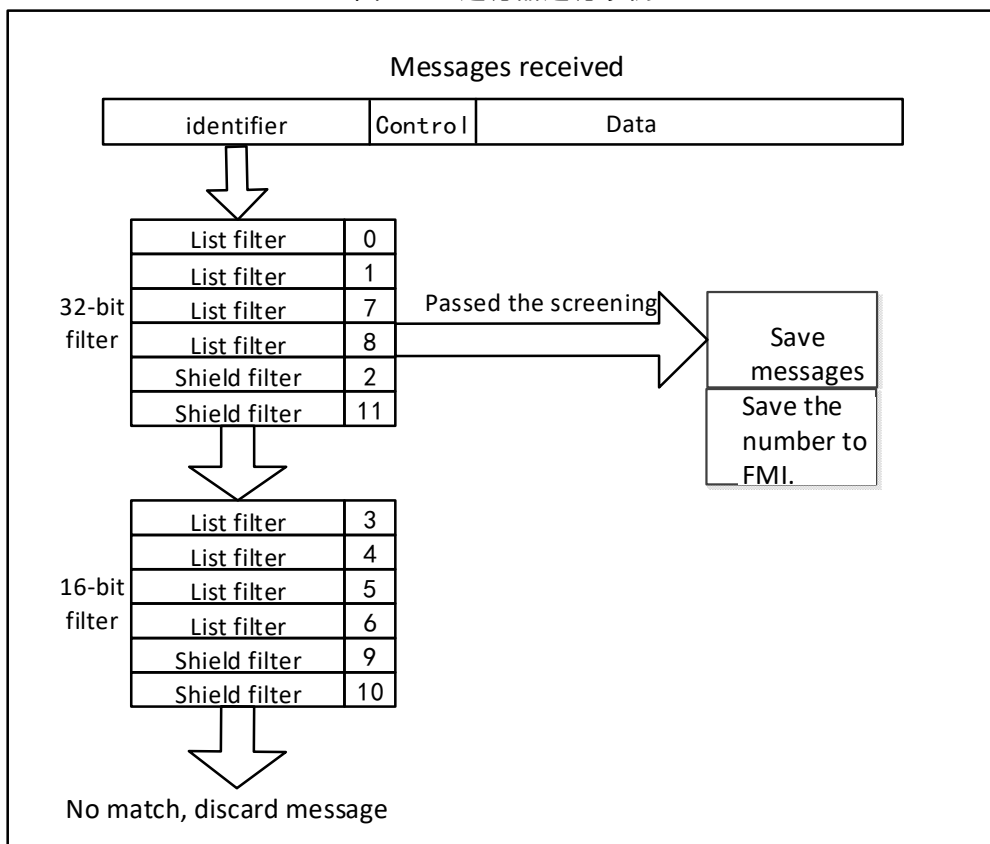 Messages received
identifier Control Data
List filter 0
List filter 1
32-bit filter
List filter 7
List filter 8
Shield filter 2
Shield filter 11
Passed the screening
Save messages
Save the number to FMI.
List filter 3
List filter 4
16-bit filter
List filter 5
List filter 6
Shield filter 9
Shield filter 10
No match, discard message